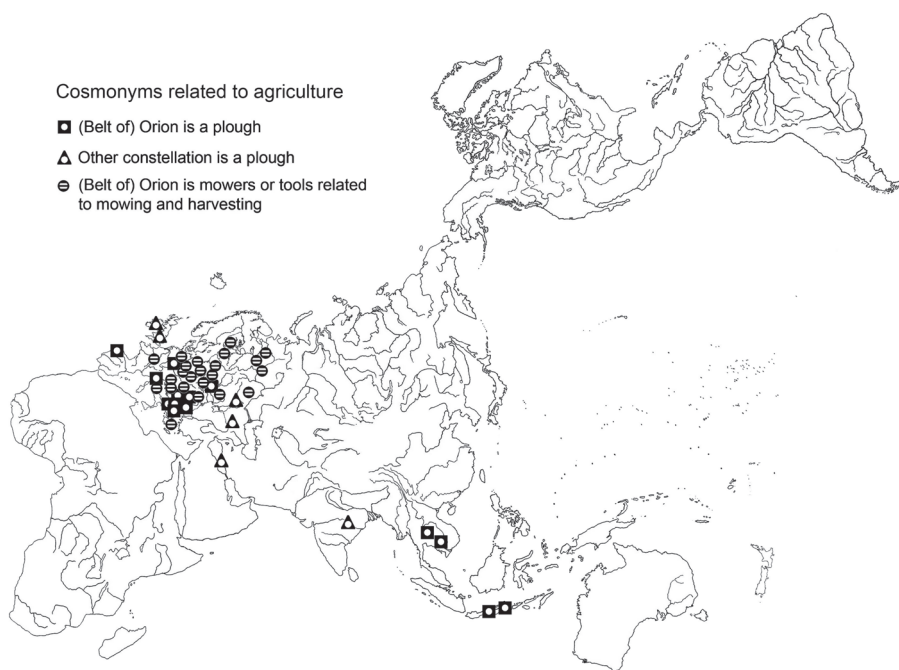 Cosmonyms related to agriculture
(Belt of) Orion is a plough
Other constellation is a plough
(Belt of) Orion is mowers or tools related
to mowing and harvesting